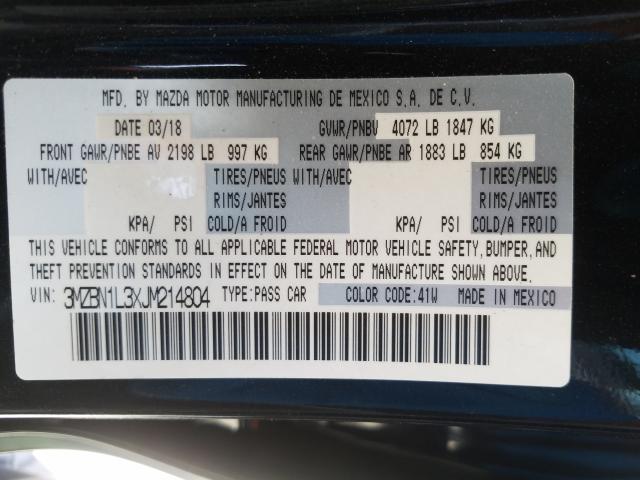 MFD. BY MAZDA MOTOR MANUFACTURING DE MEXICO S.A. DE C.V.
DATE 03/18 GVWR/PNBV 4072 LB 1847 KG
FRONT GAWR/PNBE AV 2198 LB 997 KG REAR GAWR/PNBE AR 1883 LB 854 KG
WITH/AVEC TIRES/PNEUS WITH/AVEC TIRES/PNEUS
RIMS/JANTES RIMS/JANTES
KPA/ PSI COLD/A FROID KPA/ PSI COLD/A FROID
THIS VEHICLE CONFORMS TO ALL APPLICABLE FEDERAL MOTOR VEHICLE SAFETY, BUMPER, AND
THEFT PREVENTION STANDARDS IN EFFECT ON THE DATE OF MANUFACTURE SHOWN ABOVE.
VIN: 3MZBN1L3XJM214804 TYPE:PASS CAR COLOR CODE:41W MADE IN MEXICO